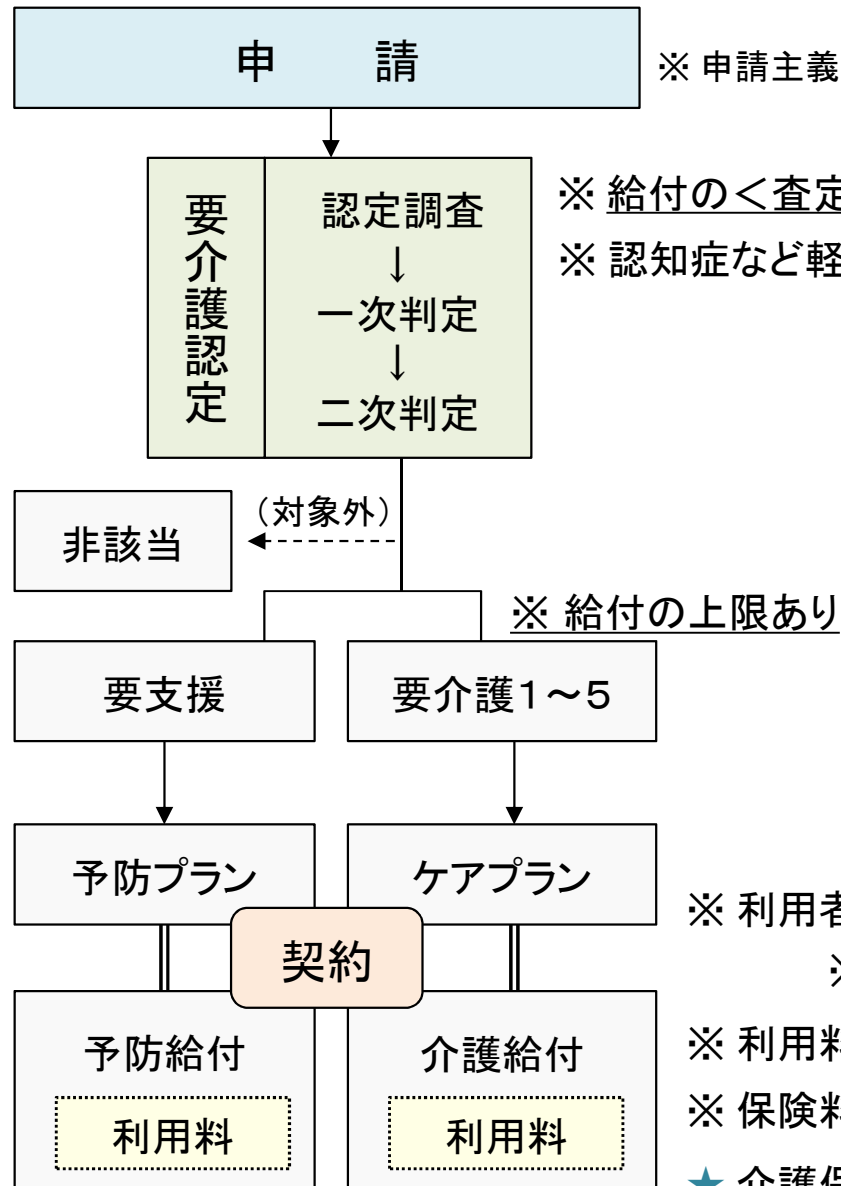 申　請
※ 申請主義
要介護認定
認定調査
↓
一次判定
↓
二次判定
※ 給付の＜査定
※ 認知症など軽
(対象外)
非該当
※ 給付の上限あり
要支援
要介護1～5
予防プラン
ケアプラン
契約
※ 利用者
※
予防給付
介護給付
※ 利用料
利用料
利用料
※ 保険料
★ 介護保